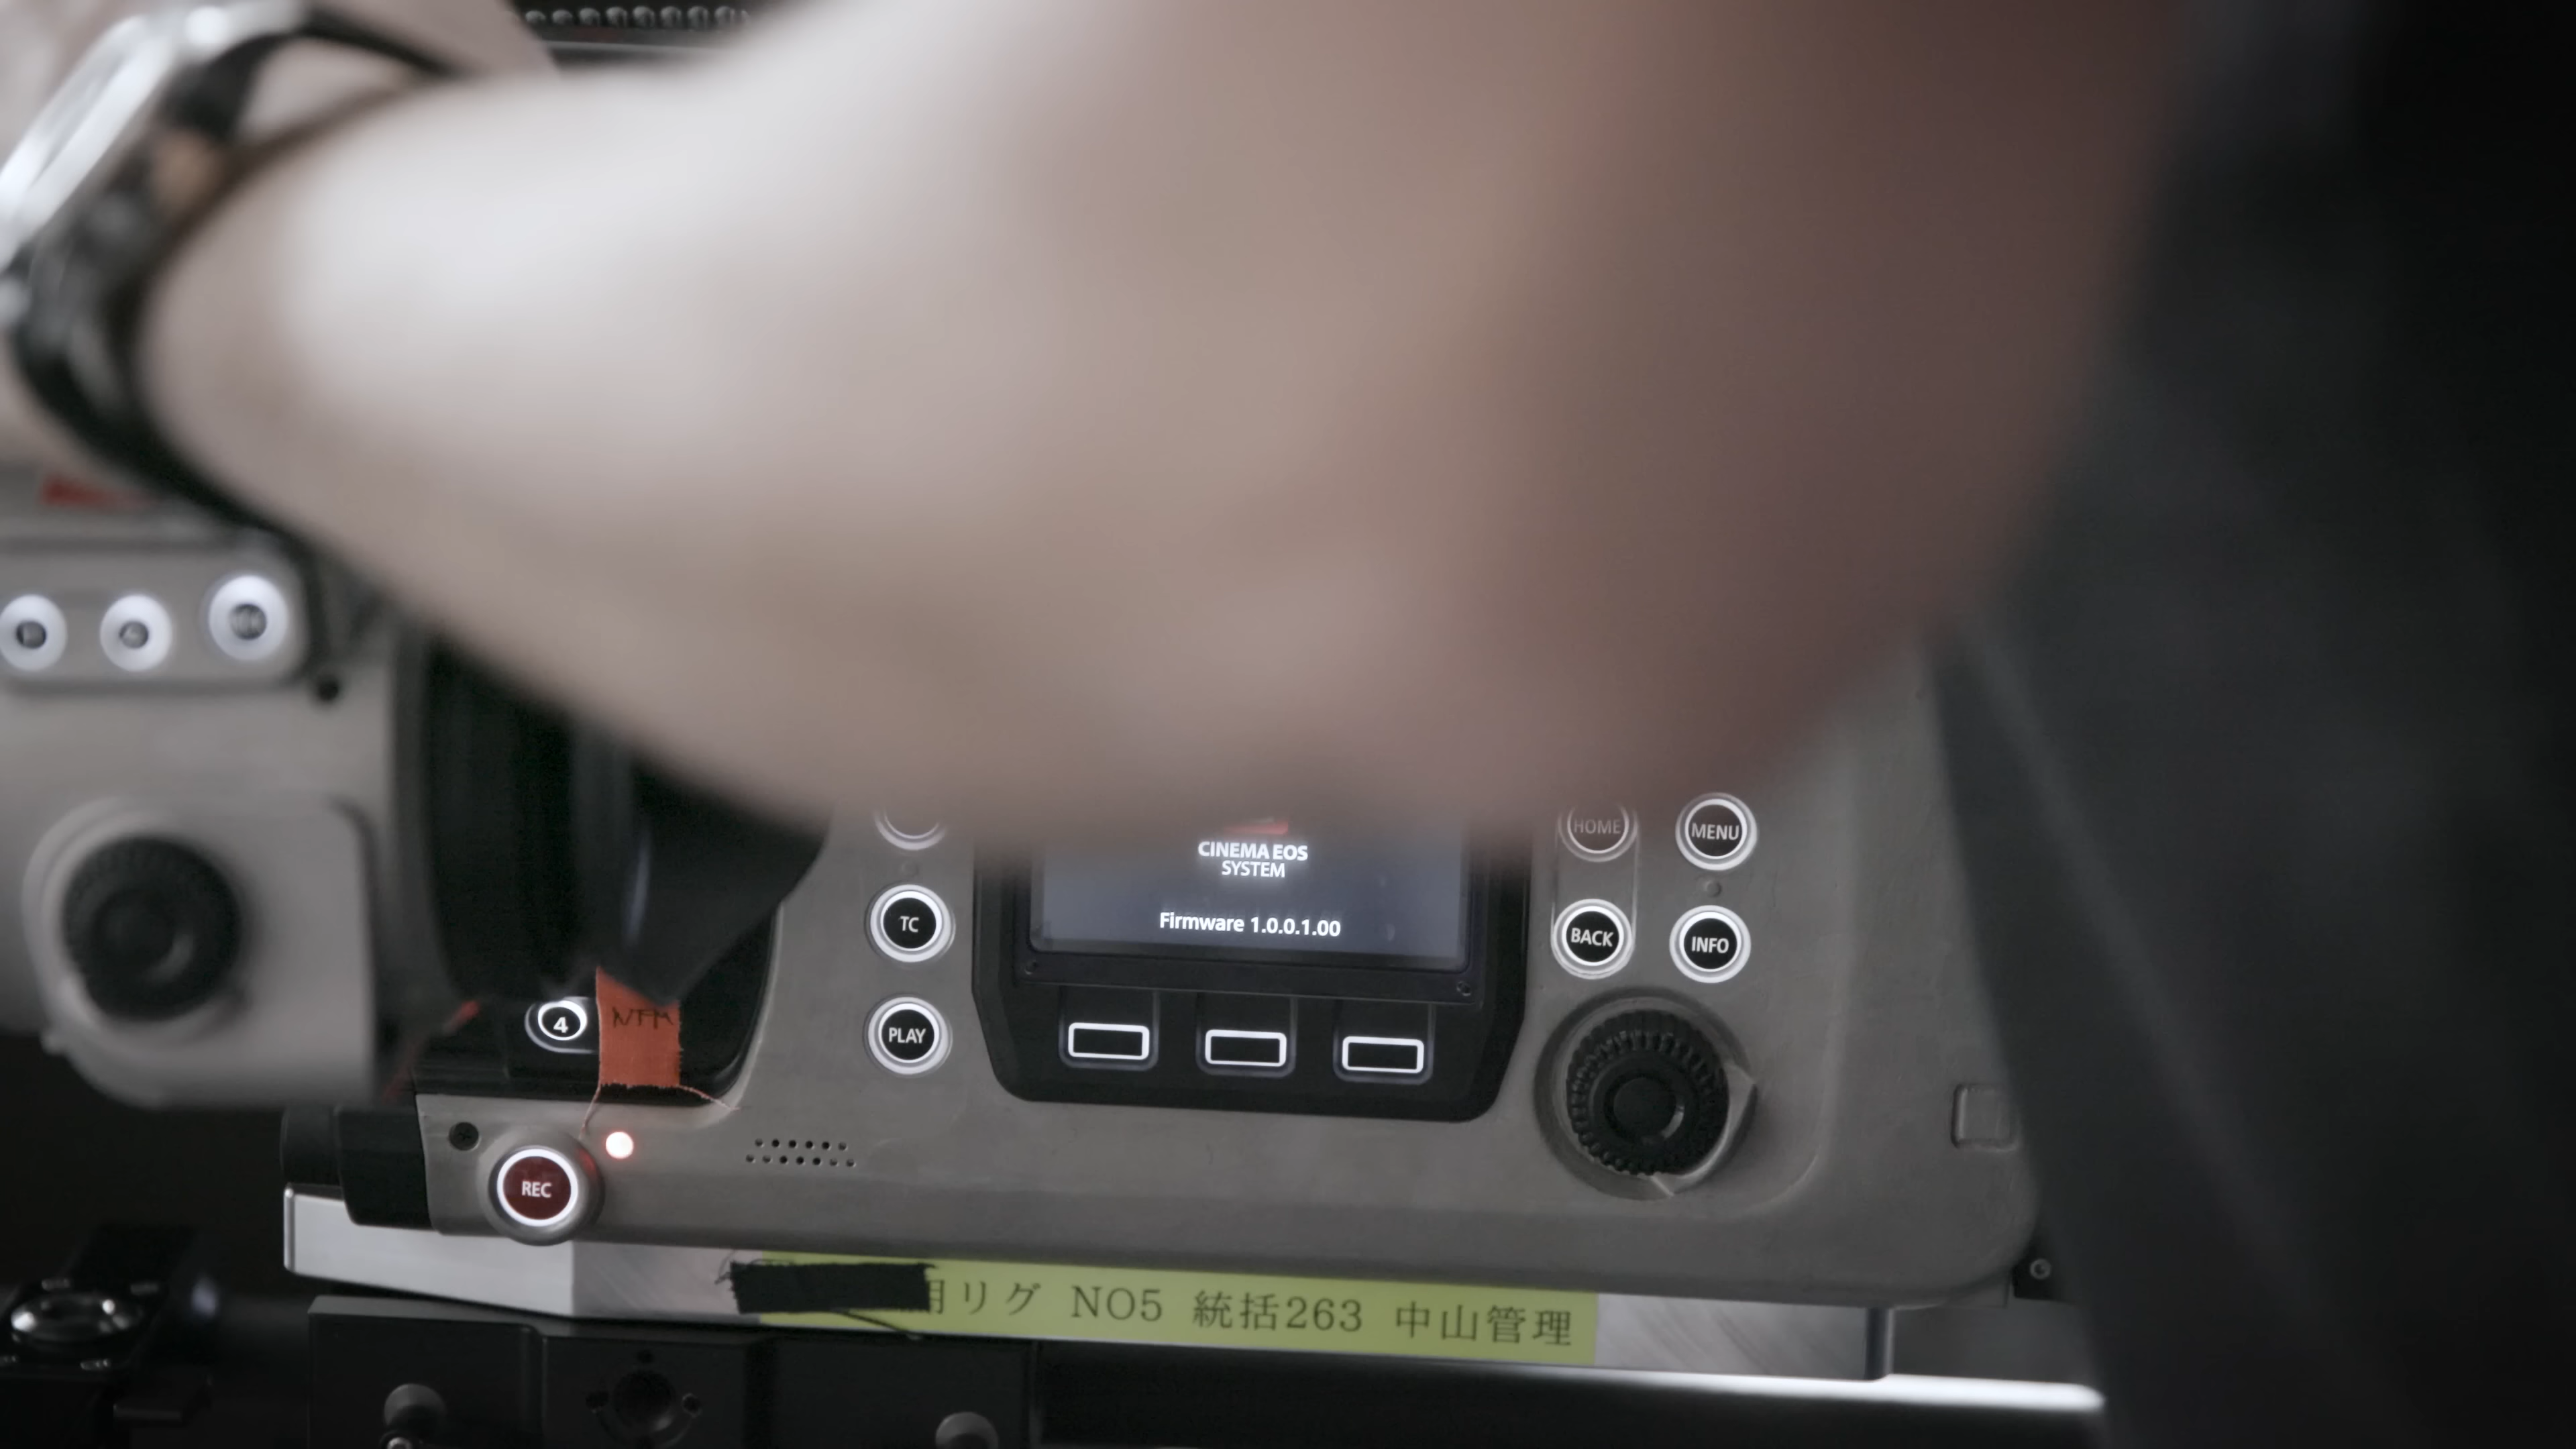 HOME
MENU
CINEMA EOS
SYSTEM
TC
Firmware 1.0.0.1.00
BACK
INFO
4
PLAY
REC
用リグ NO5 統括263 中山管理